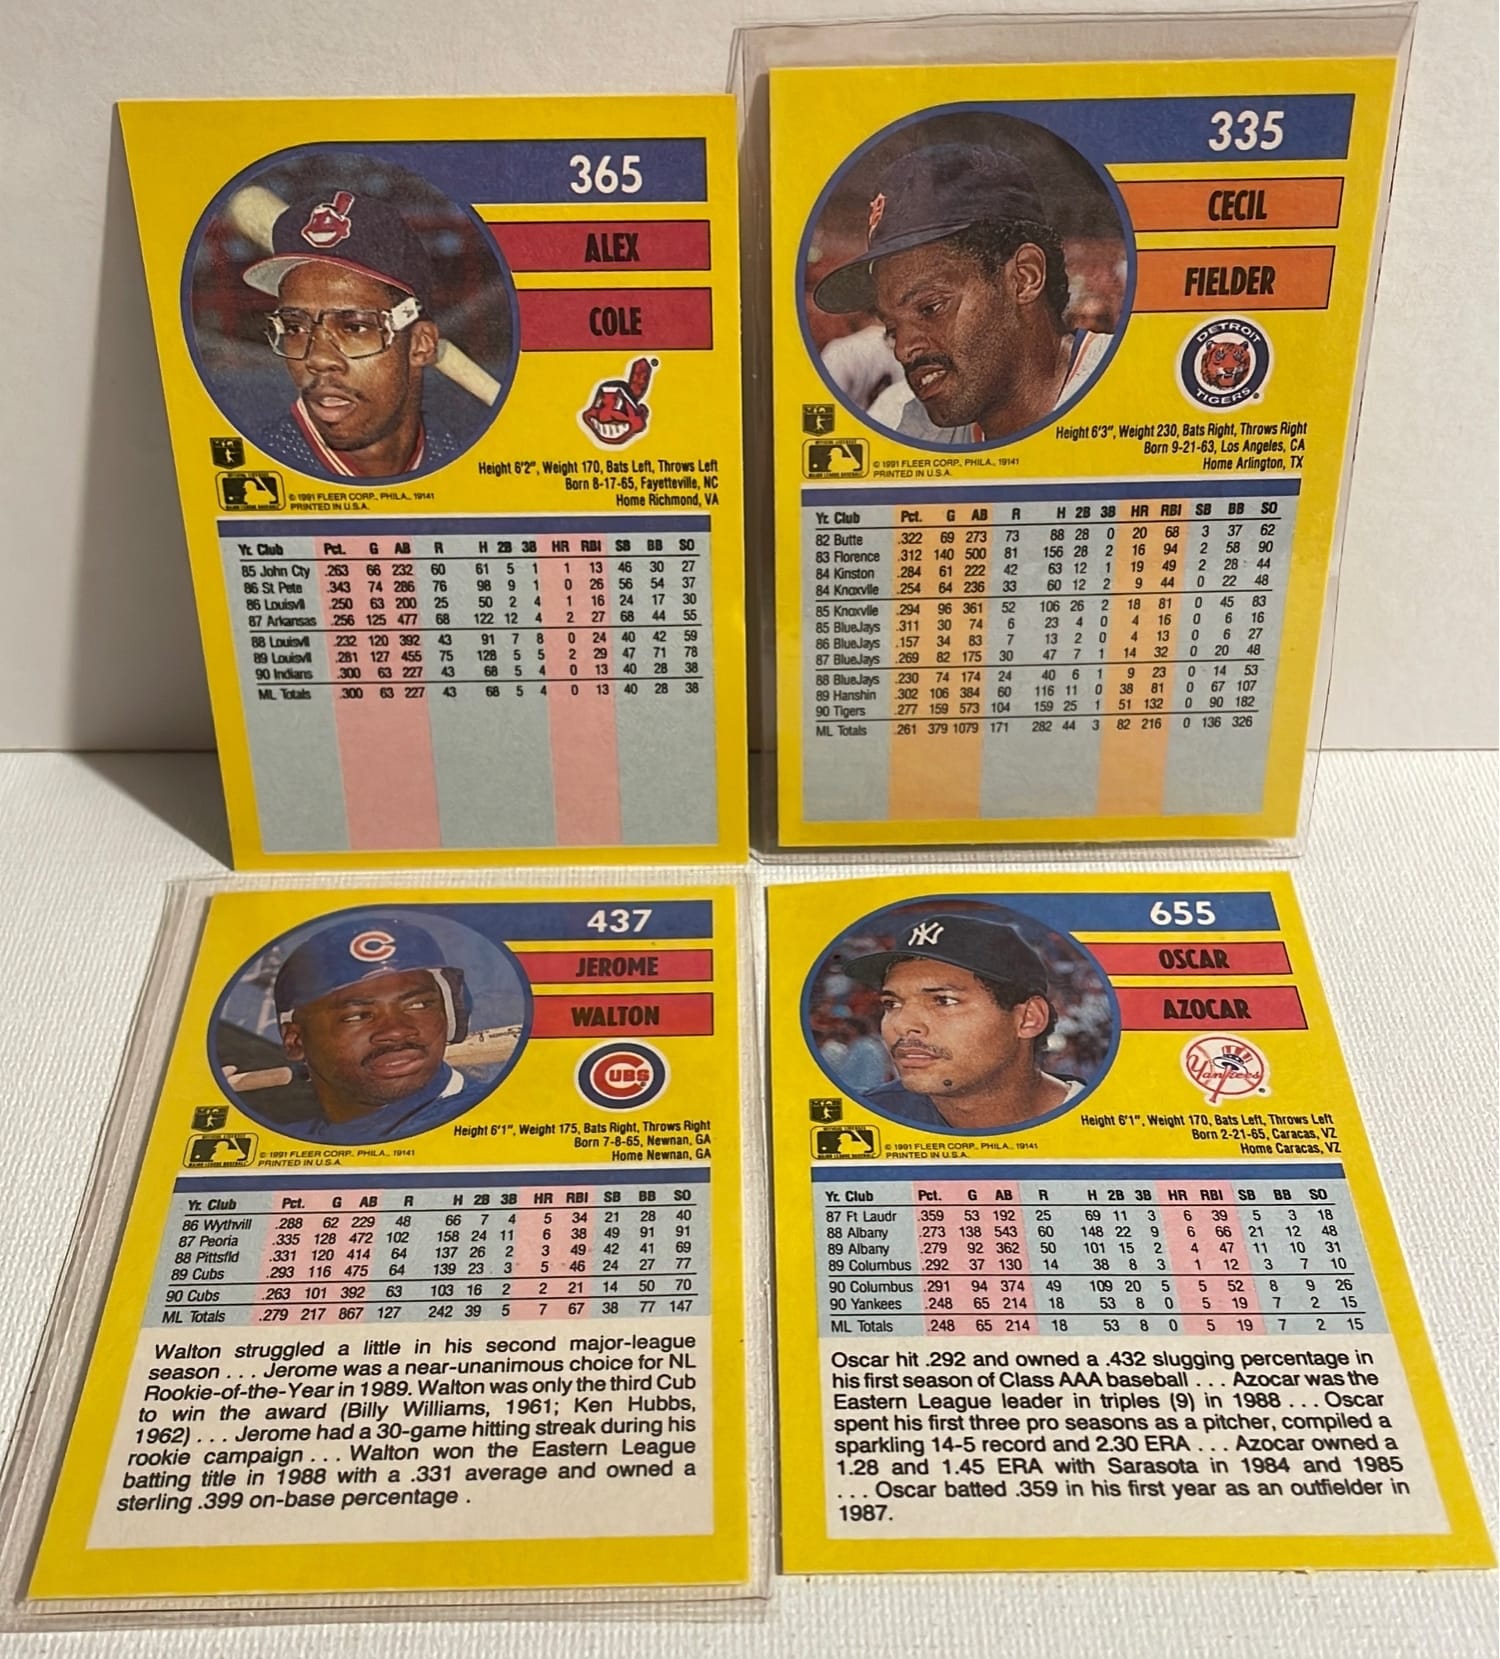 365
ALEX
COLE
Height 6'2", Weight 170, Bats Left, Throws Left
Born 8-17-65, Fayetteville, NC
Home Richmond, VA
© 1991 FLEER CORP., PHILA., 19141
PRINTED IN U.S.A.
Yr. Club Pct. G AB R H 2B 3B HR RBI SB BB SO
85 John Cty .263 66 232 60 61 5 1 1 13 46 30 27
86 St Pete .343 74 286 76 98 9 1 0 26 56 54 37
86 Louisvll .250 63 200 25 50 2 4 1 16 24 17 30
87 Arkansas .256 125 477 68 122 12 4 2 27 68 44 55
88 Louisvll .232 120 392 43 91 7 8 0 24 40 42 59
89 Louisvll .281 127 455 75 128 5 5 2 29 47 71 78
90 Indians .300 63 227 43 68 5 4 0 13 40 28 38
ML Totals .300 63 227 43 68 5 4 0 13 40 28 38
335
CECIL
FIELDER
DETROIT
TIGERS
Height 6'3", Weight 230, Bats Right, Throws Right
Born 9-21-63, Los Angeles, CA
Home Arlington, TX
© 1991 FLEER CORP., PHILA., 19141
PRINTED IN U.S.A.
Yr. Club Pct. G AB R H 2B 3B HR RBI SB BB SO
82 Butte .322 69 273 73 88 28 0 20 68 3 37 62
83 Florence .312 140 500 81 156 28 2 16 94 2 58 90
84 Kinston .284 61 222 42 63 12 1 19 49 2 28 44
84 Knoxvlle .254 64 236 33 60 12 2 9 44 0 22 48
85 Knoxvlle .294 96 361 52 106 26 2 18 81 0 45 83
85 BlueJays .311 30 74 6 23 4 0 4 16 0 6 16
86 BlueJays .157 34 83 7 13 2 0 4 13 0 6 27
87 BlueJays .269 82 175 30 47 7 1 14 32 0 20 48
88 BlueJays .230 74 174 24 40 6 1 9 23 0 14 53
89 Hanshin .302 106 384 60 116 11 0 38 81 0 67 107
90 Tigers .277 159 573 104 159 25 1 51 132 0 90 182
ML Totals .261 379 1079 171 282 44 3 82 216 0 136 326
437
JEROME
WALTON
C
CUBS
Height 6'1", Weight 175, Bats Right, Throws Right
Born 7-8-65, Newnan, GA
Home Newnan, GA
© 1991 FLEER CORP., PHILA., 19141
PRINTED IN U.S.A.
Yr. Club Pct. G AB R H 2B 3B HR RBI SB BB SO
86 Wythvill .288 62 229 48 66 7 4 5 34 21 28 40
87 Peoria .335 128 472 102 158 24 11 6 38 49 91 91
88 Pittsfld .331 120 414 64 137 26 2 3 49 42 41 69
89 Cubs .293 116 475 64 139 23 3 5 46 24 27 77
90 Cubs .263 101 392 63 103 16 2 2 21 14 50 70
ML Totals .279 217 867 127 242 39 5 7 67 38 77 147
Walton struggled a little in his second major-league
season . . . Jerome was a near-unanimous choice for NL
Rookie-of-the-Year in 1989. Walton was only the third Cub
to win the award (Billy Williams, 1961; Ken Hubbs,
1962) . . . Jerome had a 30-game hitting streak during his
rookie campaign . . . Walton won the Eastern League
batting title in 1988 with a .331 average and owned a
sterling .399 on-base percentage .
655
OSCAR
AZOCAR
NY
Yankees
Height 6'1", Weight 170, Bats Left, Throws Left
Born 2-21-65, Caracas, VZ
Home Caracas, VZ
© 1991 FLEER CORP., PHILA., 19141
PRINTED IN U.S.A.
Yr. Club Pct. G AB R H 2B 3B HR RBI SB BB SO
87 Ft Laudr .359 53 192 25 69 11 3 6 39 5 3 18
88 Albany .273 138 543 60 148 22 9 6 66 21 12 48
89 Albany .279 92 362 50 101 15 2 4 47 11 10 31
89 Columbus .292 37 130 14 38 8 3 1 12 3 7 10
90 Columbus .291 94 374 49 109 20 5 5 52 8 9 26
90 Yankees .248 65 214 18 53 8 0 5 19 7 2 15
ML Totals .248 65 214 18 53 8 0 5 19 7 2 15
Oscar hit .292 and owned a .432 slugging percentage in
his first season of Class AAA baseball . . . Azocar was the
Eastern League leader in triples (9) in 1988 . . . Oscar
spent his first three pro seasons as a pitcher, compiled a
sparkling 14-5 record and 2.30 ERA . . . Azocar owned a
1.28 and 1.45 ERA with Sarasota in 1984 and 1985
. . . Oscar batted .359 in his first year as an outfielder in
1987.